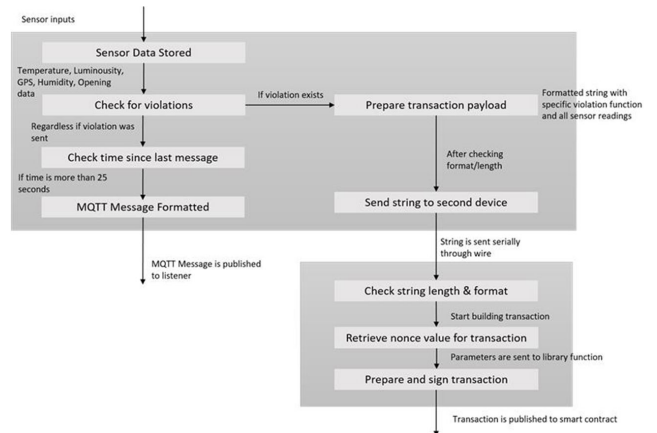 Sensor inputs
Sensor Data Stored
Temperature, Luminousity,
GPS, Humidity, Opening
data
Check for violations
If violation exists
Prepare transaction payload
Formatted string with
specific violation function
and all sensor readings
Regardless if violation was
sent
Check time since last message
After checking
format/length
If time is more than 25
seconds
MQTT Message Formatted
Send string to second device
MQTT Message is published
to listener
String is sent serially
through wire
Check string length & format
Start building transaction
Retrieve nonce value for transaction
Parameters are sent to library function
Prepare and sign transaction
Transaction is published to smart contract